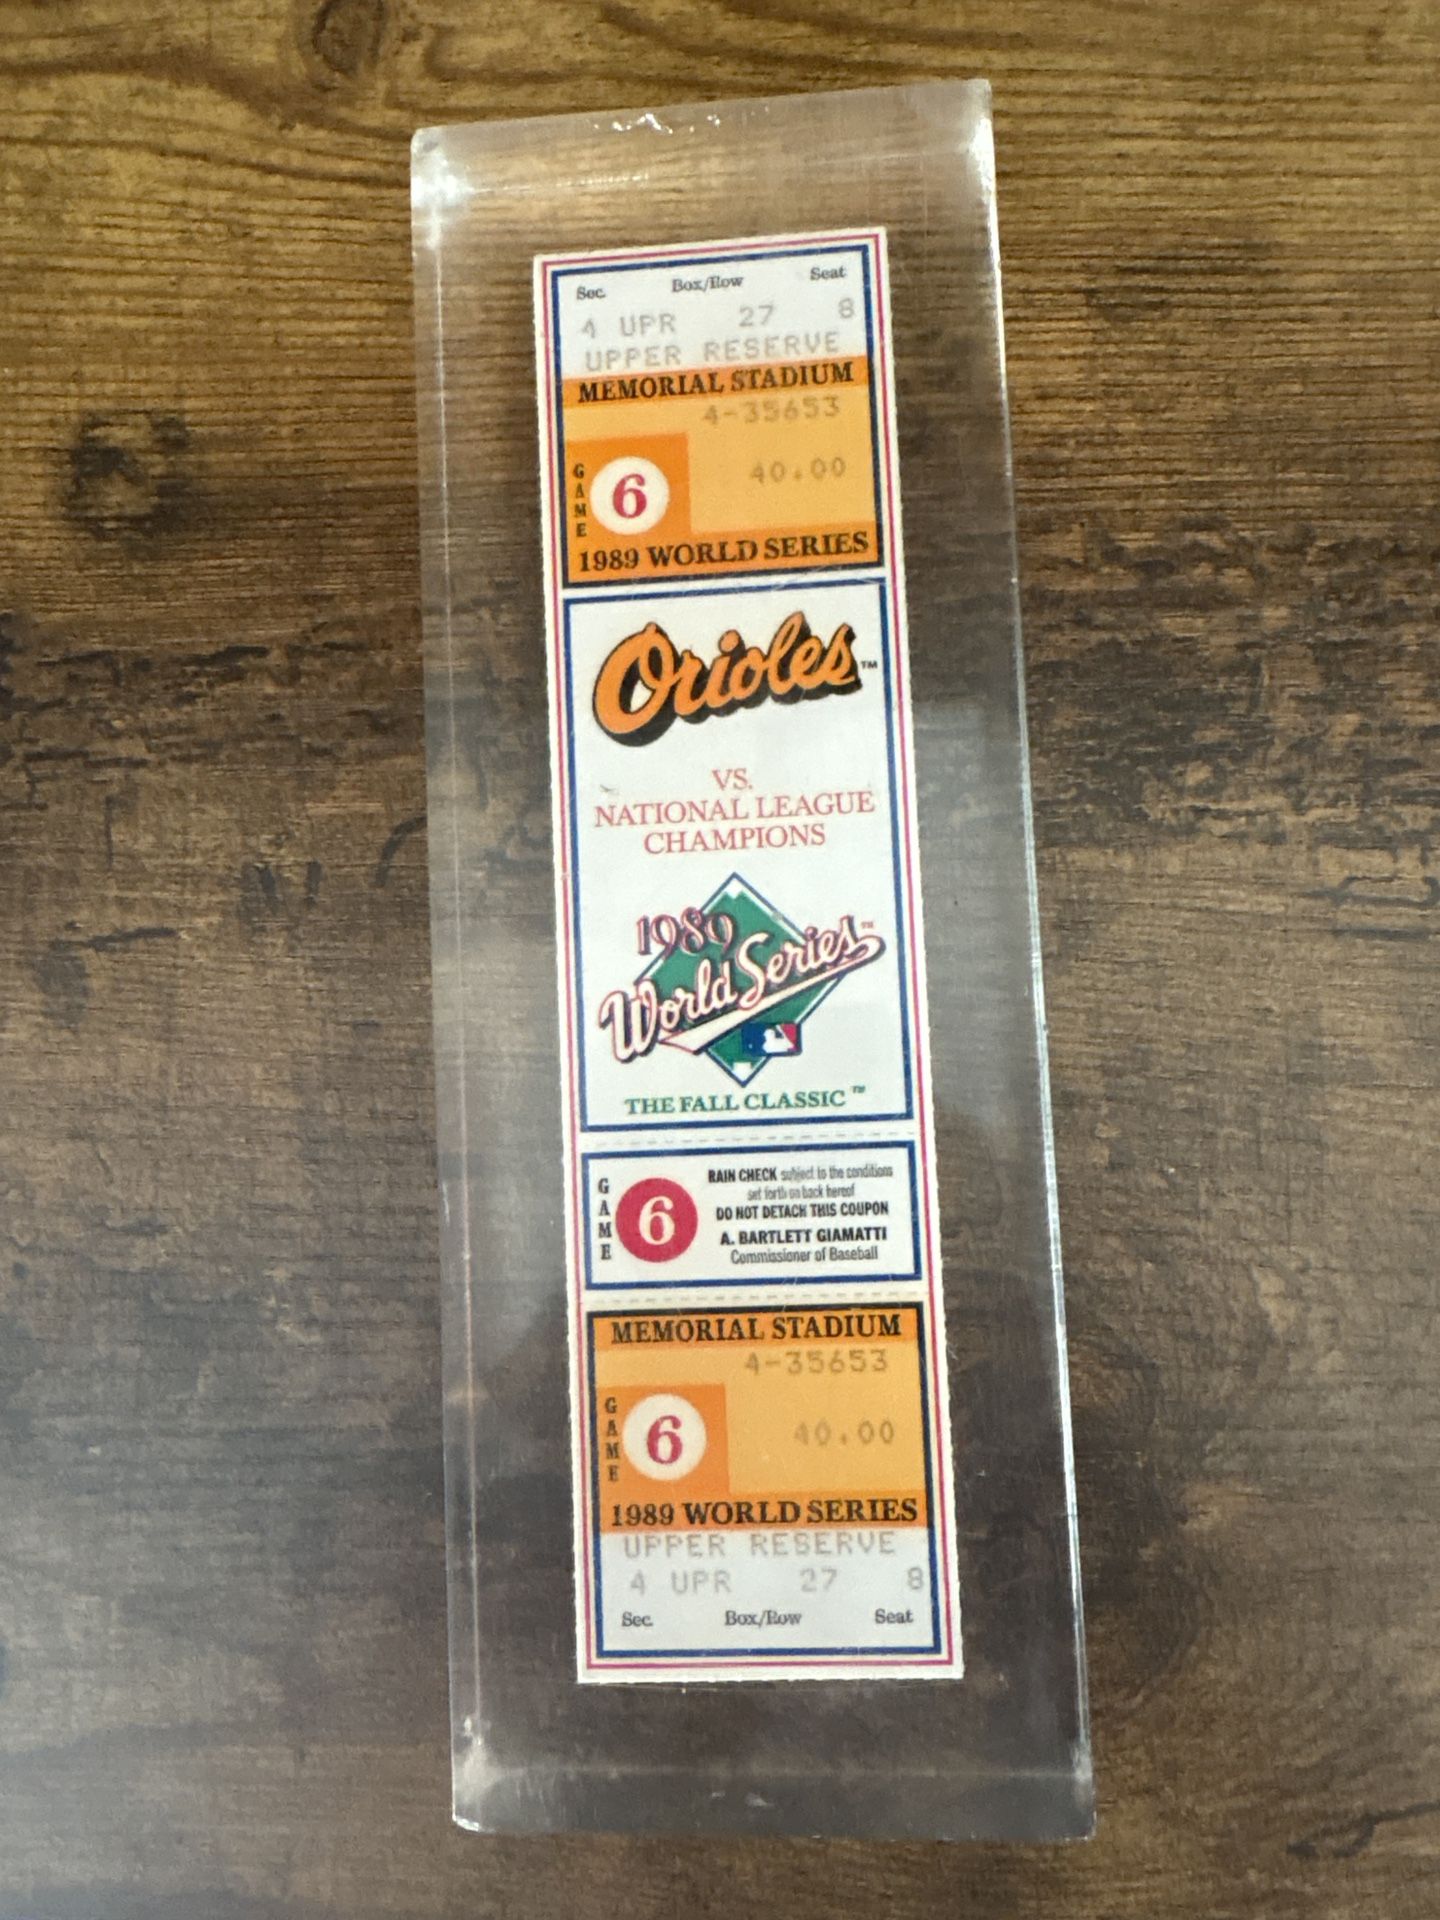 Sec. Box/Row Seat
4 UPR 27 8
UPPER RESERVE
MEMORIAL STADIUM
4-35653
GAME
6
40.00
1989 WORLD SERIES
Orioles™
VS.
NATIONAL LEAGUE
CHAMPIONS
1989
World Series™
THE FALL CLASSIC™
GAME
6
RAIN CHECK subject to the conditions
set forth on back hereof
DO NOT DETACH THIS COUPON
A. BARTLETT GIAMATTI
Commissioner of Baseball
MEMORIAL STADIUM
4-35653
GAME
6
40.00
1989 WORLD SERIES
UPPER RESERVE
4 UPR 27 8
Sec. Box/Row Seat